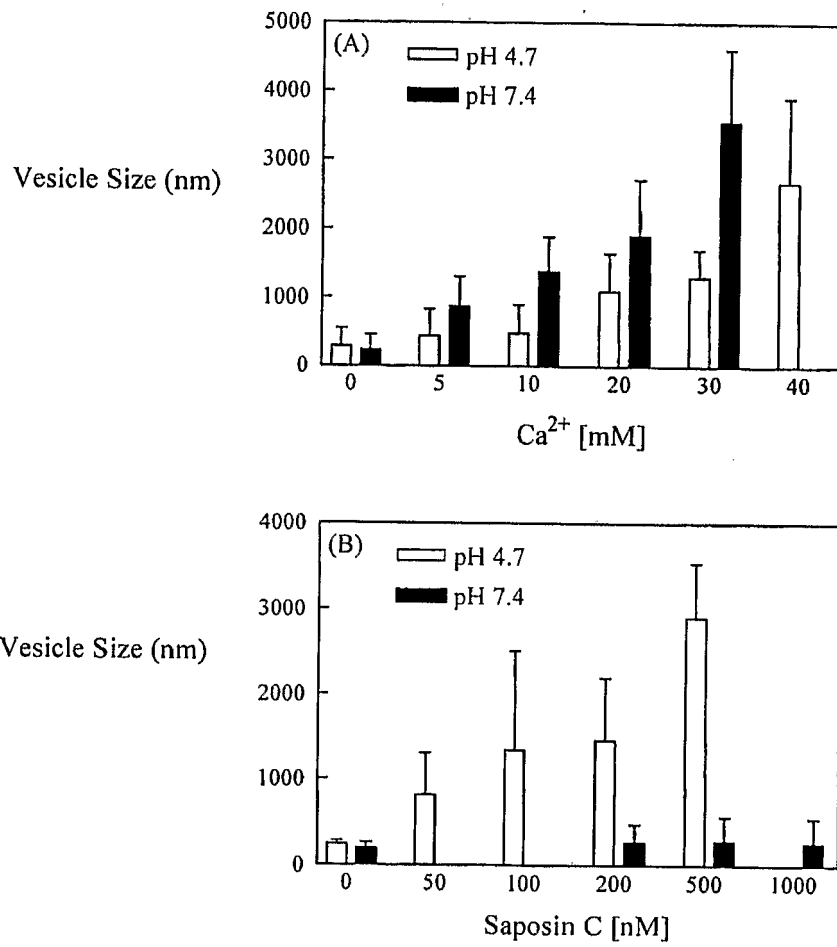 5000
(A)
pH 4.7
4000
pH 7.4
3000
Vesicle Size (nm)
2000
1000
0
0 5 10 20 30 40
Ca²⁺ [mM]
4000
(B)
pH 4.7
pH 7.4
3000
Vesicle Size (nm)
2000
1000
0
0 50 100 200 500 1000
Saposin C [nM]